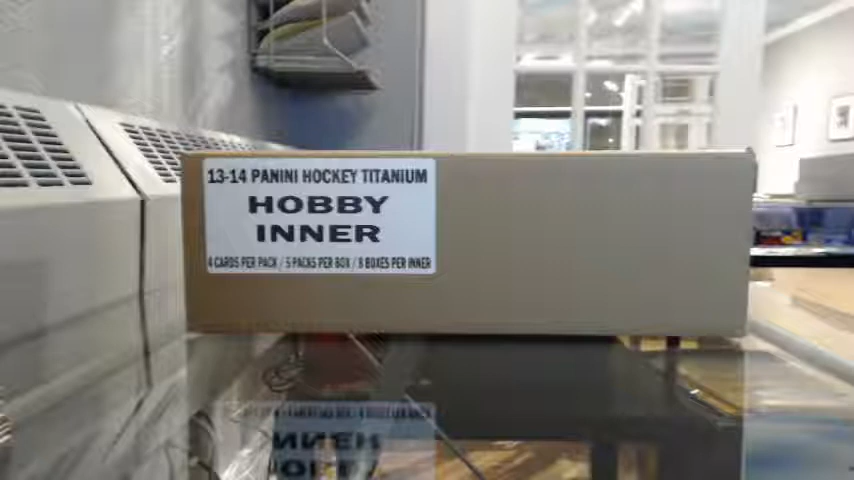 13-14 PANINI HOCKEY TITANIUM
HOBBY
INNER
4 CARDS PER PACK / 5 PACKS PER BOX / 8 BOXES PER INNER